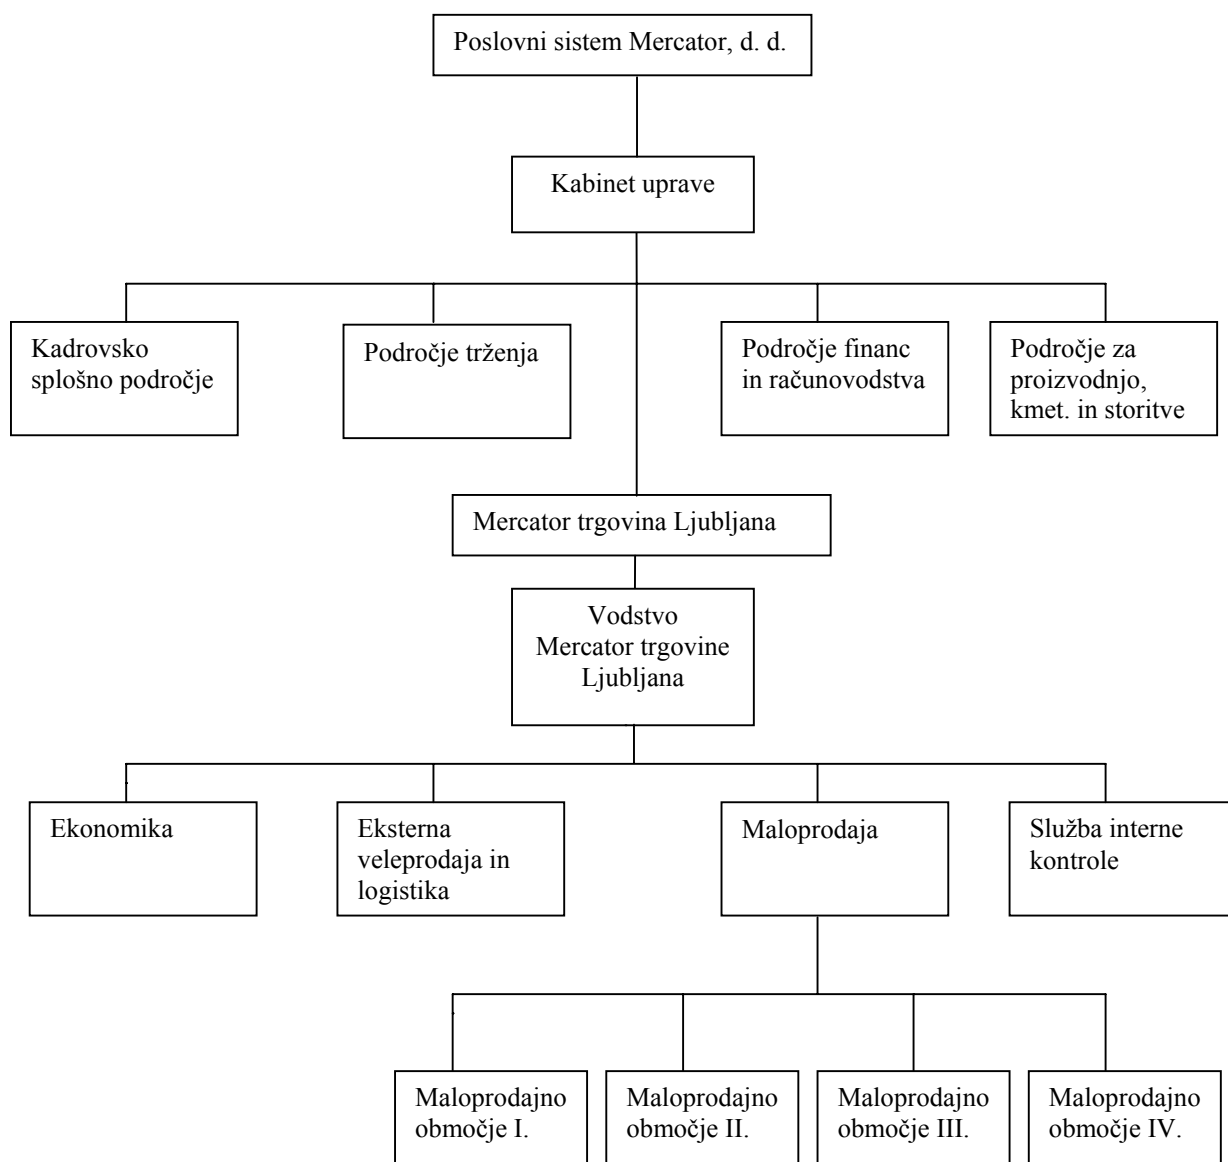 Poslovni sistem Mercator, d. d.
Kabinet uprave
Kadrovsko
splošno področje
Področje trženja
Področje financ
in računovodstva
Področje za
proizvodnjo,
kmet. in storitve
Mercator trgovina Ljubljana
Vodstvo
Mercator trgovine
Ljubljana
Ekonomika
Eksterna
veleprodaja in
logistika
Maloprodaja
Služba interne
kontrole
Maloprodajno
območje I.
Maloprodajno
območje II.
Maloprodajno
območje III.
Maloprodajno
območje IV.